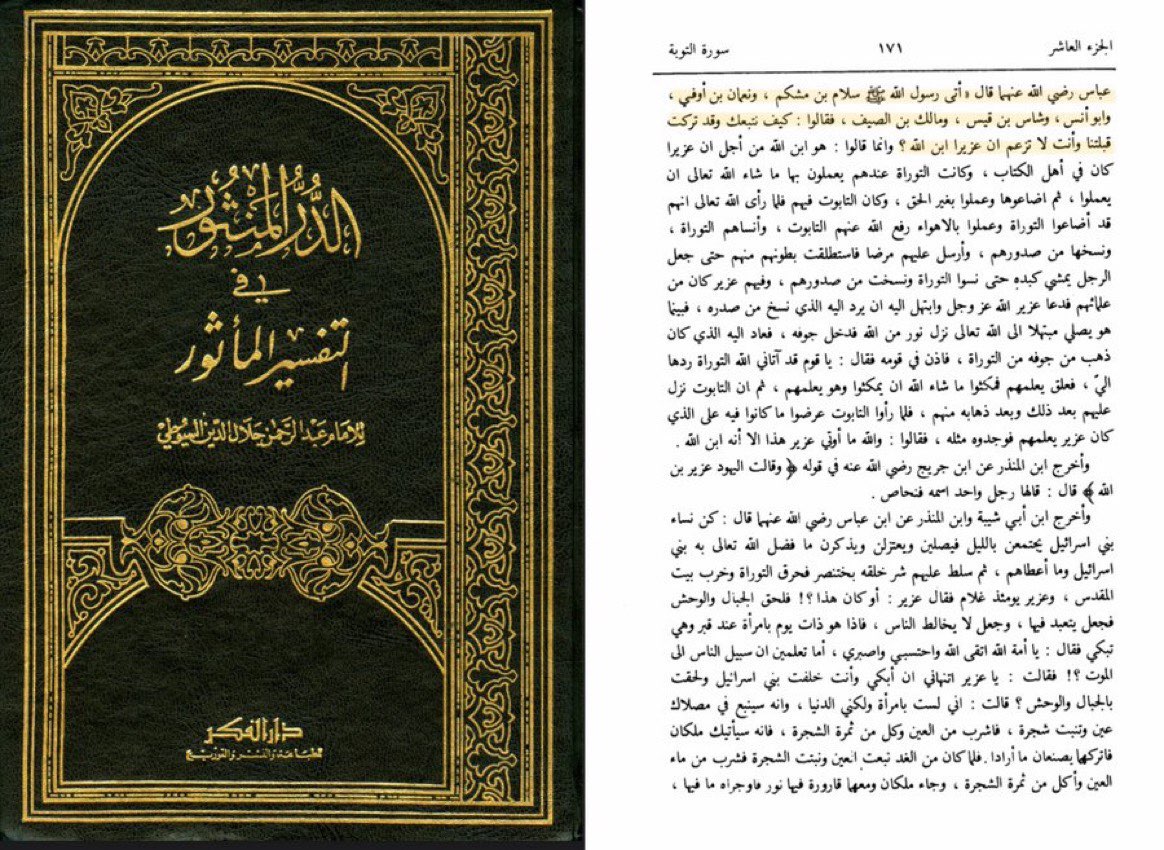 الدر المنثور
في
التفسير المأثور
للإمام عبد الرحمن جلال الدين السيوطي
دار الفكر
للطباعة والنشر والتوزيع
الجزء العاشر ١٧١ سورة التوبة
عباس رضي الله عنهما قال « أتى رسول الله ﷺ سلام بن مشكم ، ونعمان بن أوفي ،
وابو أنس ، وشاس بن قيس ، ومالك بن الصيف ، فقالوا : كيف نتبعك وقد تركت
قبلتنا وأنت لا تزعم ان عزيرا ابن الله ؟ وانما قالوا : هو ابن الله من أجل ان عزيرا
كان في أهل الكتاب ، وكانت التوراة عندهم يعملون بها ما شاء الله تعالى ان
يعملوا ، ثم اضاعوها وعملوا بغير الحق ، وكان التابوت فيهم فلما رأى الله تعالى انهم
قد أضاعوا التوراة وعملوا بالاهواء رفع الله عنهم التابوت ، وأنساهم التوراة ،
ونسخها من صدورهم ، وأرسل عليهم مرضا فاستطلقت بطونهم منهم حتى جعل
الرجل يمشي كبده حتى نسوا التوراة ونسخت من صدورهم ، وفيهم عزير كان من
علمائهم فدعا عزير الله عز وجل وابتهل اليه ان يرد اليه الذي نسخ من صدره ، فبينما
هو يصلي مبتهلا الى الله تعالى نزل نور من الله فدخل جوفه ، فعاد اليه الذي كان
ذهب من جوفه من التوراة ، فاذن في قومه فقال : يا قوم قد آتاني الله التوراة ردها
اليّ ، فعلق يعلمهم فمكثوا ما شاء الله ان يمكثوا وهو يعلمهم ، ثم ان التابوت نزل
عليهم بعد ذلك وبعد ذهابه منهم ، فلما رأوا التابوت عرضوا ما كانوا فيه على الذي
كان عزير يعلمهم فوجدوه مثله ، فقالوا : والله ما أوتي عزير هذا الا أنه ابن الله .
وأخرج ابن المنذر عن ابن جريج رضي الله عنه في قوله ﴿ وقالت اليهود عزير بن
الله ﴾ قال : قالها رجل واحد اسمه فنحاص .
وأخرج ابن أبي شيبة وابن المنذر عن ابن عباس رضي الله عنهما قال : كن نساء
بني اسرائيل يجتمعن بالليل فيصلين ويعتزلن ويذكرن ما فضل الله تعالى به بني
اسرائيل وما أعطاهم ، ثم سلط عليهم شر خلقه بختنصر فحرق التوراة وخرب بيت
المقدس ، وعزير يومئذ غلام فقال عزير : أو كان هذا ؟! فلحق الجبال والوحش
فجعل يتعبد فيها ، وجعل لا يخالط الناس ، فاذا هو ذات يوم بامرأة عند قبر وهي
تبكي فقال : يا أمة الله اتقى الله واحتسبي واصبري ، أما تعلمين ان سبيل الناس الى
الموت ؟! فقالت : يا عزير اتنهاني ان أبكي وأنت خلفت بني اسرائيل ولحقت
بالجبال والوحش ؟ قالت : اني لست بامرأة ولكني الدنيا ، وانه سينبع في مصلاك
عين وتنبت شجرة ، فاشرب من العين وكل من ثمرة الشجرة ، فانه سيأتيك ملكان
فاتركهما يصنعان ما أرادا . فلما كان من الغد نبعت العين ونبتت الشجرة فشرب من ماء
العين وأكل من ثمرة الشجرة ، وجاء ملكان ومعهما قارورة فيها نور فاوجراه ما فيها ،